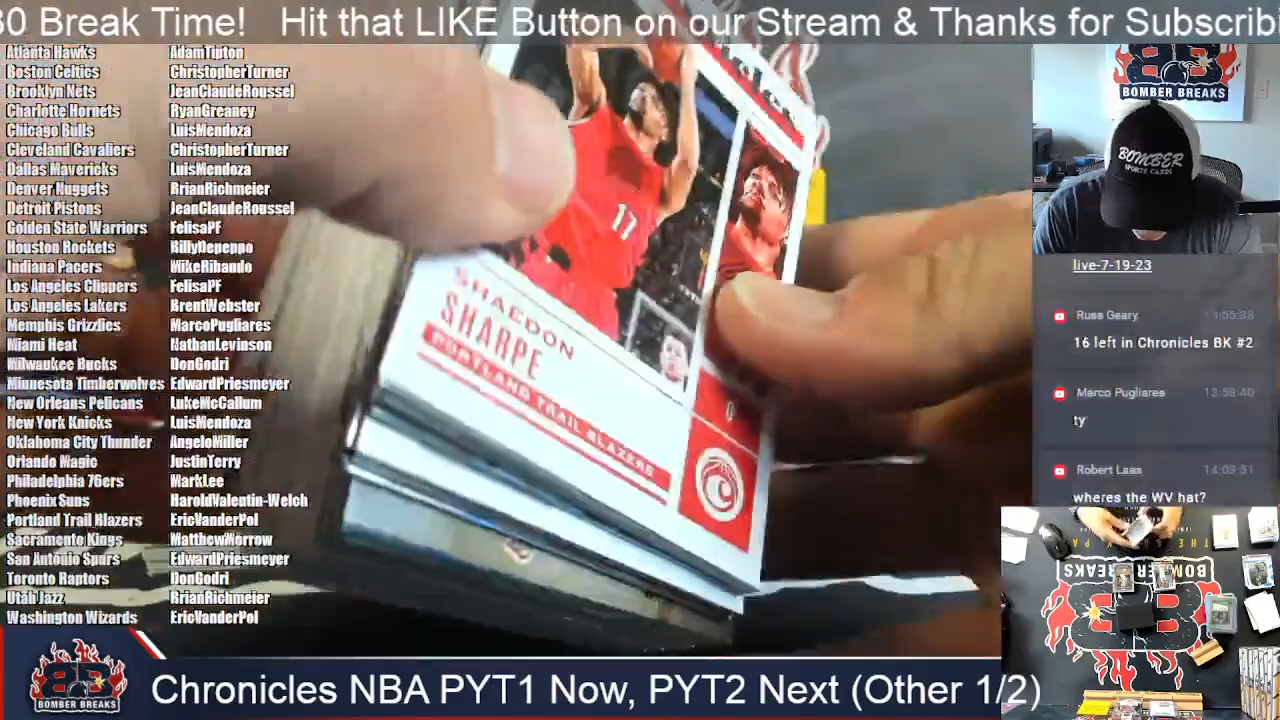 30 Break Time!   Hit that LIKE Button on our Stream & Thanks for Subscribi
Atlanta Hawks AdamTipton
Boston Celtics ChristopherTurner
Brooklyn Nets JeanClaudeRoussel
Charlotte Hornets RyanGreaney
Chicago Bulls LuisMendoza
Cleveland Cavaliers ChristopherTurner
Dallas Mavericks LuisMendoza
Denver Nuggets BrianRichmeier
Detroit Pistons JeanClaudeRoussel
Golden State Warriors FelisaPF
Houston Rockets BillyDepeppo
Indiana Pacers MikeRibaudo
Los Angeles Clippers FelisaPF
Los Angeles Lakers BrentWebster
Memphis Grizzlies MarcoPugliares
Miami Heat NathanLevinson
Milwaukee Bucks DonGodri
Minnesota Timberwolves EdwardPriesmeyer
New Orleans Pelicans LukeMcCallum
New York Knicks LuisMendoza
Oklahoma City Thunder AngeloMiller
Orlando Magic JustinTerry
Philadelphia 76ers MarkLee
Phoenix Suns HaroldValentin-Welch
Portland Trail Blazers EricVanderPol
Sacramento Kings MatthewMorrow
San Antonio Spurs EdwardPriesmeyer
Toronto Raptors DonGodri
Utah Jazz BrianRichmeier
Washington Wizards EricVanderPol
17
SHAEDON
SHARPE
PORTLAND TRAIL BLAZERS
BOMBER BREAKS
BOMBER
SPORTS CARDS
live-7-19-23
Russ Geary 13:55:38
16 left in Chronicles BK #2
Marco Pugliares 13:58:40
ty
Robert Laas 14:03:51
wheres the WV hat?
BOMBER BREAKS
BOMBER BREAKS
Chronicles NBA PYT1 Now, PYT2 Next (Other 1/2)